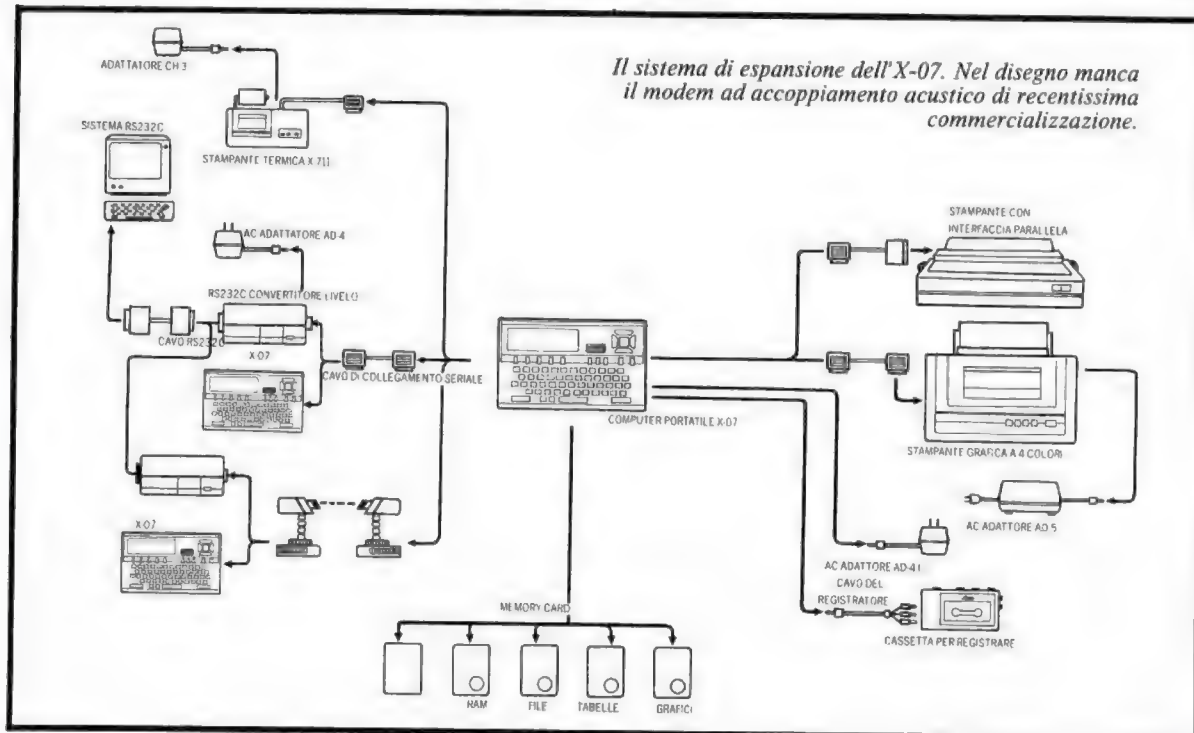 Il sistema di espansione dell'X-07. Nel disegno manca
il modem ad accoppiamento acustico di recentissima
commercializzazione.
ADATTATORE CH 3
SISTEMA RS232C
STAMPANTE TERMICA X 711
AC ADATTATORE AD 4
RS232C CONVERTITORE LIVELO
CAVO RS232C
X-07
CAVO DI COLLEGAMENTO SERIALE
X-07
COMPUTER PORTATILE X-07
STAMPANTE CON
INTERFACCIA PARALLELA
STAMPANTE GRAFICA A 4 COLORI
AC ADATTORE AD 5
AC ADATTORE AD-4 I
CAVO DEL
REGISTRATORE
CASSETTA PER REGISTRARE
MEMORY CARD
RAM
FILE
TABELLE
GRAFICI